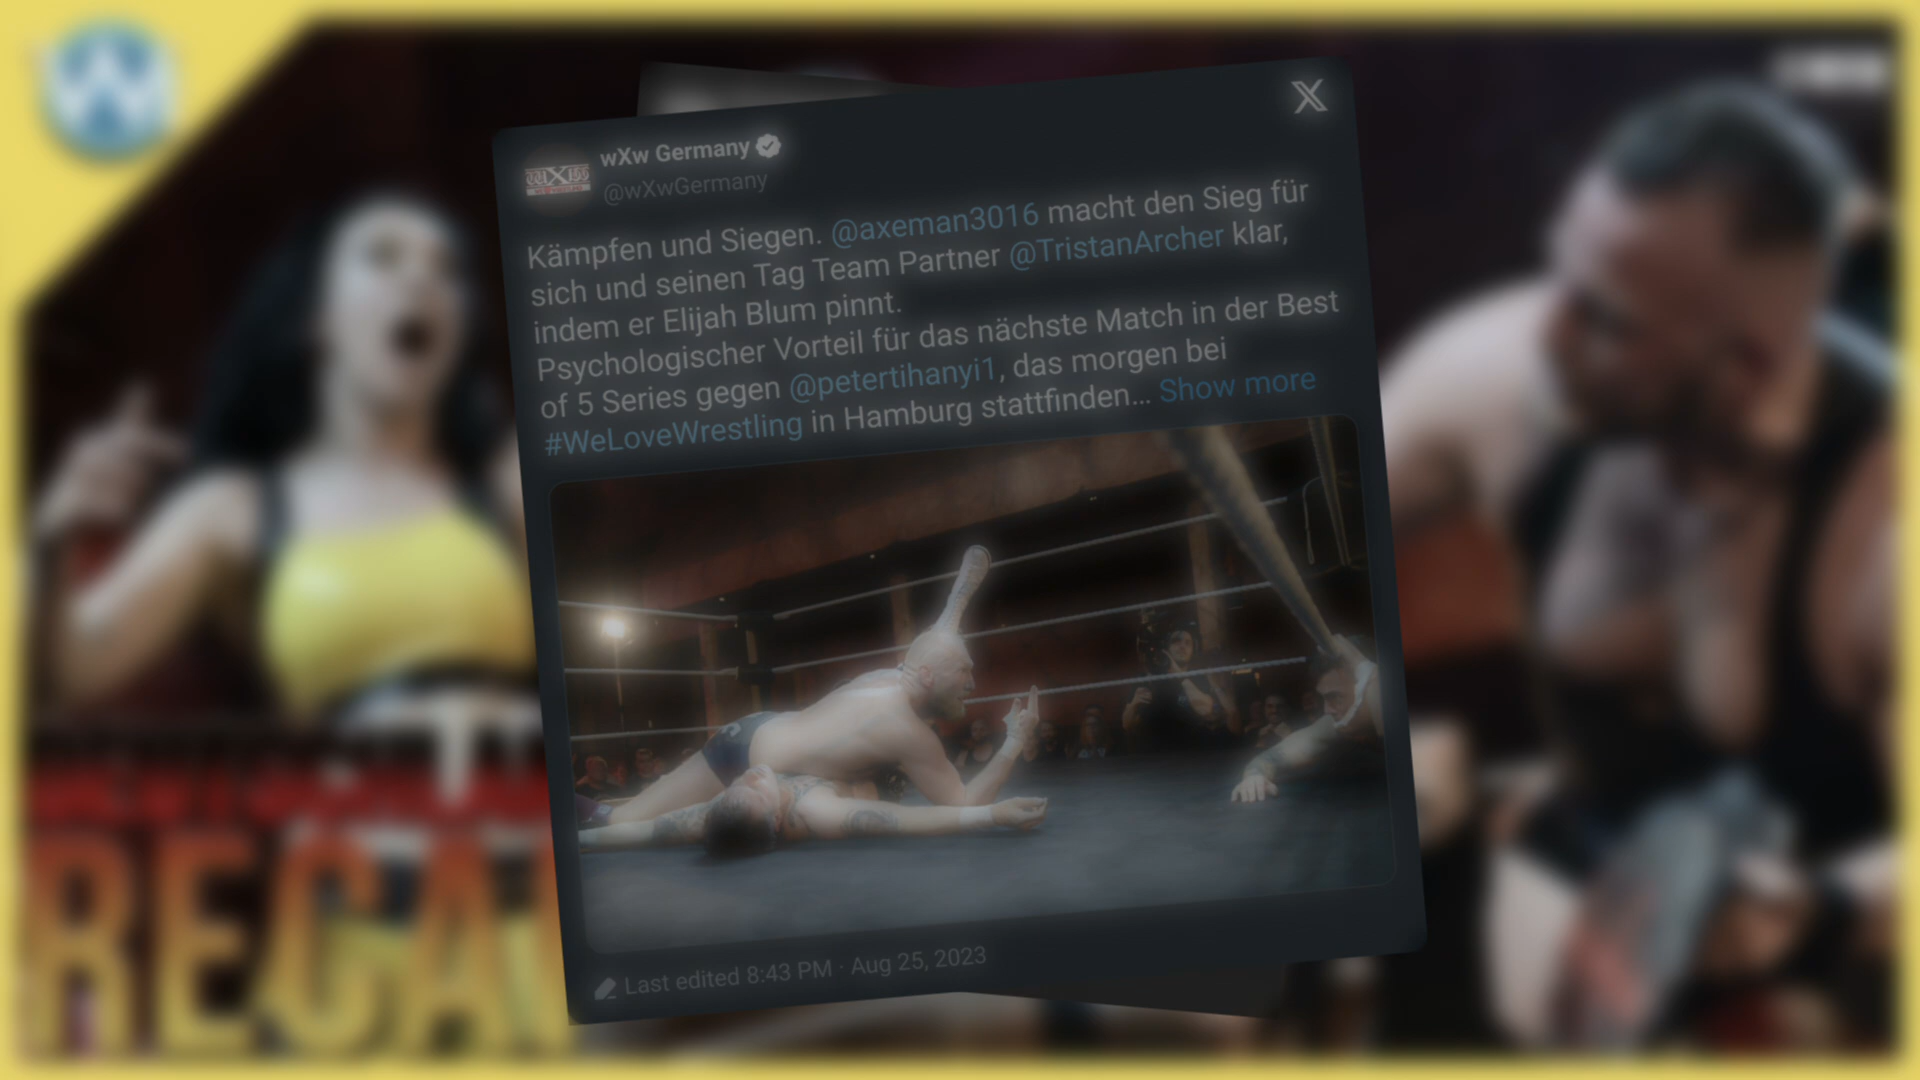 wXw Germany
@wXwGermany
Kämpfen und Siegen. @axeman3016 macht den Sieg für
sich und seinen Tag Team Partner @TristanArcher klar,
indem er Elijah Blum pinnt.
Psychologischer Vorteil für das nächste Match in der Best
of 5 Series gegen @petertihanyi1, das morgen bei
#WeLoveWrestling in Hamburg stattfinden... Show more
Last edited 8:43 PM · Aug 25, 2023
RECA